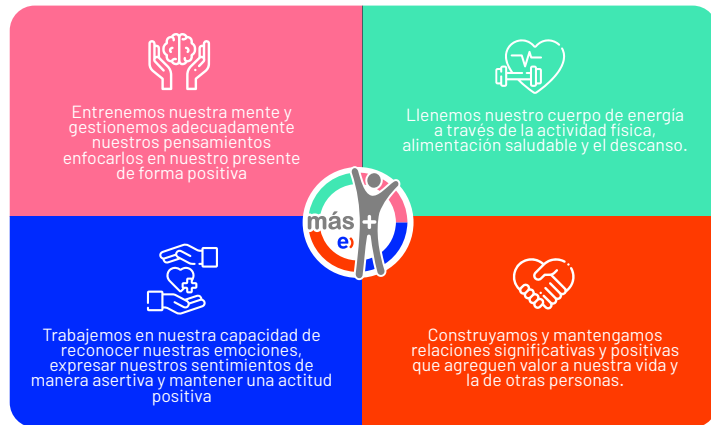 Entrenemos nuestra mente y
gestionemos adecuadamente
nuestros pensamientos
enfocarlos en nuestro presente
de forma positiva
Llenemos nuestro cuerpo de energía
a través de la actividad física,
alimentación saludable y el descanso.
más +
e)
Trabajemos en nuestra capacidad de
reconocer nuestras emociones,
expresar nuestros sentimientos de
manera asertiva y mantener una actitud
positiva
Construyamos y mantengamos
relaciones significativas y positivas
que agreguen valor a nuestra vida y
la de otras personas.